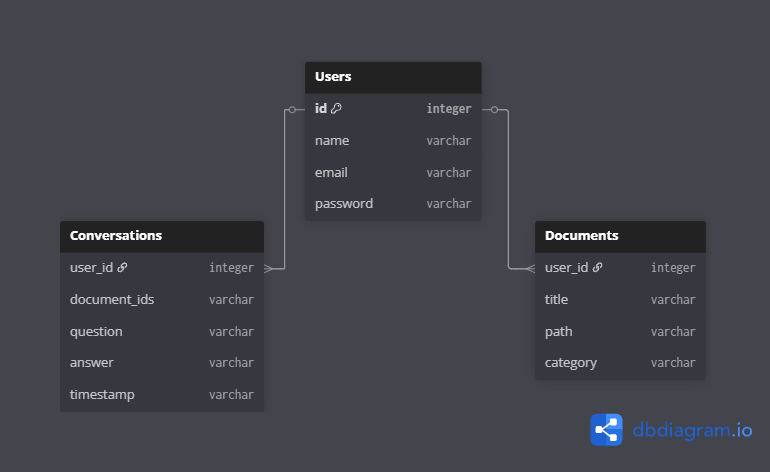 Users
id integer
name varchar
email varchar
password varchar
Conversations
user_id integer
document_ids varchar
question varchar
answer varchar
timestamp varchar
Documents
user_id integer
title varchar
path varchar
category varchar
dbdiagram.io